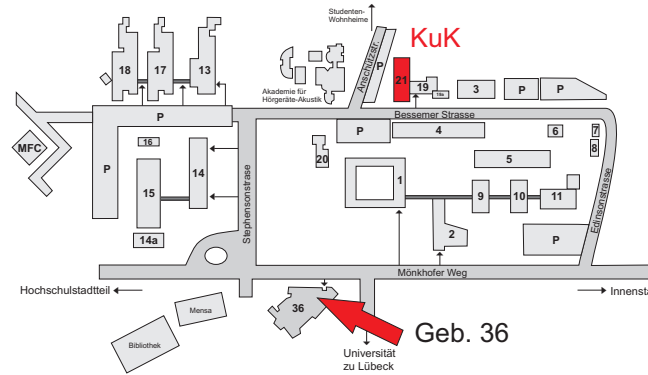 Studenten-
Wohnheime
KuK
Anschützstr.
P
18
17
13
21
19
19a
3
P
P
Akademie für
Hörgeräte-Akustik
P
Bessemer Strasse
MFC
16
P
4
6
7
8
P
15
14
20
1
5
Stephensonstrase
9
10
11
Edinsonstrasse
14a
2
P
Mönkhofer Weg
Hochschulstadtteil
Innensta
36
Mensa
Geb. 36
Bibliothek
Universität
zu Lübeck